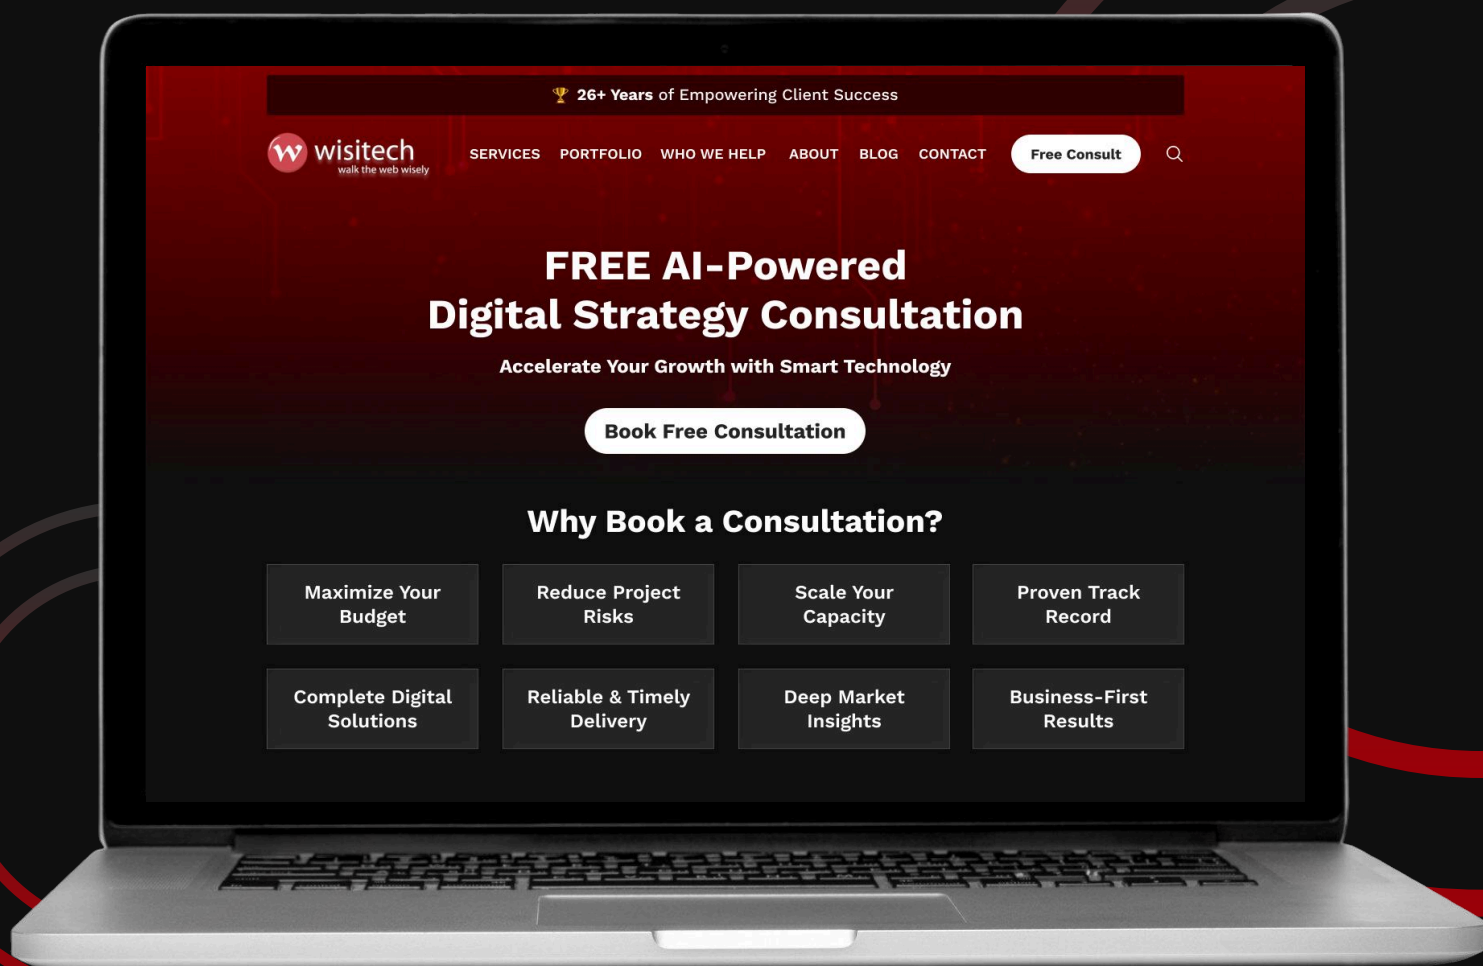 26+ Years of Empowering Client Success
wisitech
walk the web wisely
SERVICES PORTFOLIO WHO WE HELP ABOUT BLOG CONTACT Free Consult
FREE AI-Powered
Digital Strategy Consultation
Accelerate Your Growth with Smart Technology
Book Free Consultation
Why Book a Consultation?
Maximize Your
Budget
Reduce Project
Risks
Scale Your
Capacity
Proven Track
Record
Complete Digital
Solutions
Reliable & Timely
Delivery
Deep Market
Insights
Business-First
Results